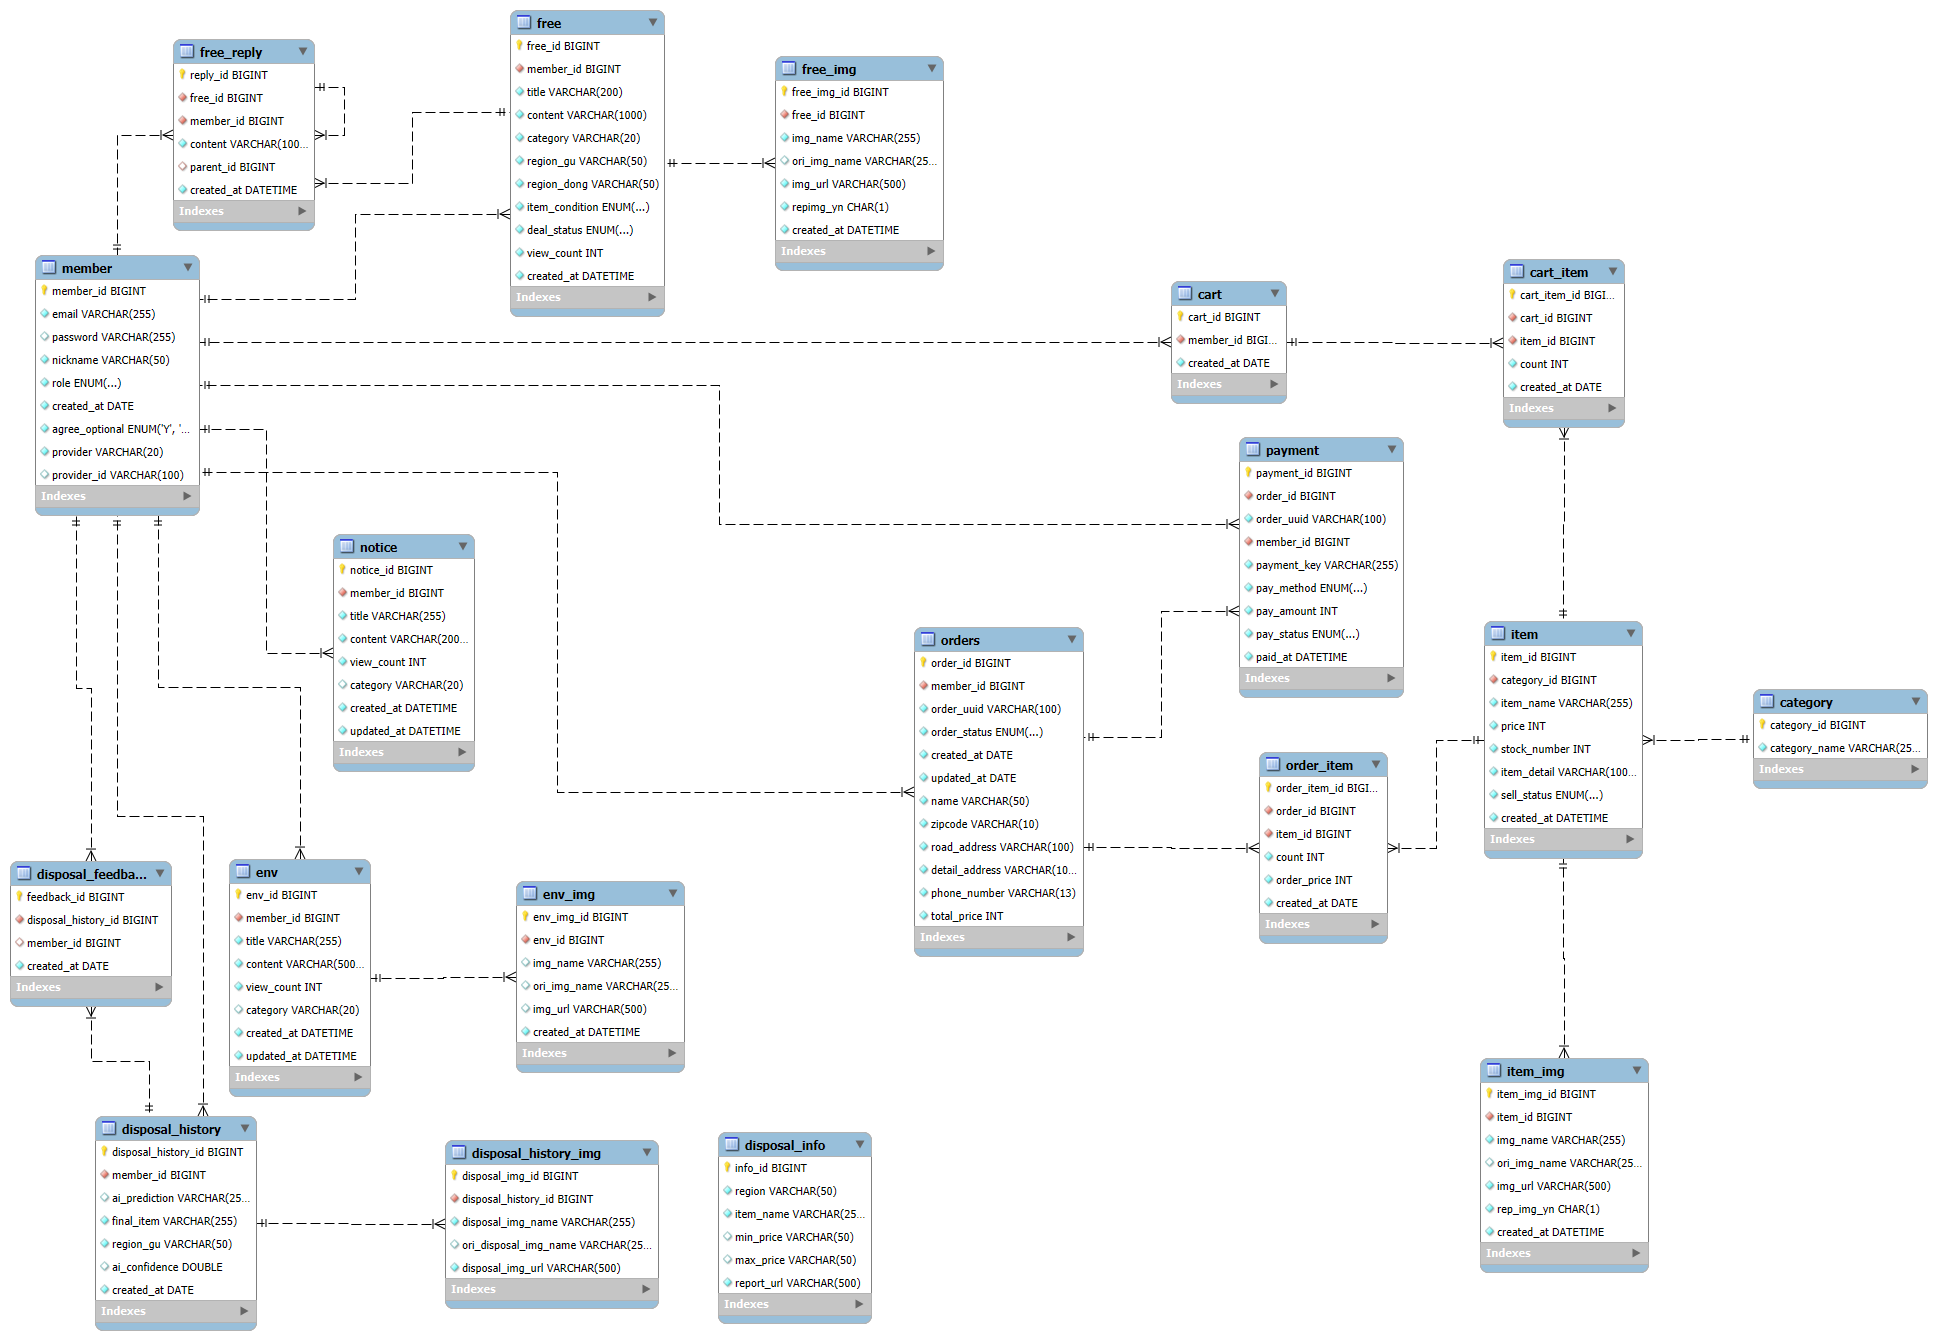 free_reply
reply_id BIGINT
free_id BIGINT
member_id BIGINT
content VARCHAR(100...
parent_id BIGINT
created_at DATETIME
Indexes
free
free_id BIGINT
member_id BIGINT
title VARCHAR(200)
content VARCHAR(1000)
category VARCHAR(20)
region_gu VARCHAR(50)
region_dong VARCHAR(50)
item_condition ENUM(...)
deal_status ENUM(...)
view_count INT
created_at DATETIME
Indexes
free_img
free_img_id BIGINT
free_id BIGINT
img_name VARCHAR(255)
ori_img_name VARCHAR(25...
img_url VARCHAR(500)
repimg_yn CHAR(1)
created_at DATETIME
Indexes
member
member_id BIGINT
email VARCHAR(255)
password VARCHAR(255)
nickname VARCHAR(50)
role ENUM(...)
created_at DATE
agree_optional ENUM('Y', '...
provider VARCHAR(20)
provider_id VARCHAR(100)
Indexes
cart
cart_id BIGINT
member_id BIGI...
created_at DATE
Indexes
cart_item
cart_item_id BIGI...
cart_id BIGINT
item_id BIGINT
count INT
created_at DATE
Indexes
payment
payment_id BIGINT
order_id BIGINT
order_uuid VARCHAR(100)
member_id BIGINT
payment_key VARCHAR(255)
pay_method ENUM(...)
pay_amount INT
pay_status ENUM(...)
paid_at DATETIME
Indexes
notice
notice_id BIGINT
member_id BIGINT
title VARCHAR(255)
content VARCHAR(200...
view_count INT
category VARCHAR(20)
created_at DATETIME
updated_at DATETIME
Indexes
orders
order_id BIGINT
member_id BIGINT
order_uuid VARCHAR(100)
order_status ENUM(...)
created_at DATE
updated_at DATE
name VARCHAR(50)
zipcode VARCHAR(10)
road_address VARCHAR(100)
detail_address VARCHAR(10...
phone_number VARCHAR(13)
total_price INT
Indexes
item
item_id BIGINT
category_id BIGINT
item_name VARCHAR(255)
price INT
stock_number INT
item_detail VARCHAR(100...
sell_status ENUM(...)
created_at DATETIME
Indexes
category
category_id BIGINT
category_name VARCHAR(25...
Indexes
order_item
order_item_id BIGI...
order_id BIGINT
item_id BIGINT
count INT
order_price INT
created_at DATE
Indexes
disposal_feedba...
feedback_id BIGINT
disposal_history_id BIGINT
member_id BIGINT
created_at DATE
Indexes
env
env_id BIGINT
member_id BIGINT
title VARCHAR(255)
content VARCHAR(500...
view_count INT
category VARCHAR(20)
created_at DATETIME
updated_at DATETIME
Indexes
env_img
env_img_id BIGINT
env_id BIGINT
img_name VARCHAR(255)
ori_img_name VARCHAR(25...
img_url VARCHAR(500)
created_at DATETIME
Indexes
item_img
item_img_id BIGINT
item_id BIGINT
img_name VARCHAR(255)
ori_img_name VARCHAR(25...
img_url VARCHAR(500)
rep_img_yn CHAR(1)
created_at DATETIME
Indexes
disposal_history
disposal_history_id BIGINT
member_id BIGINT
ai_prediction VARCHAR(25...
final_item VARCHAR(255)
region_gu VARCHAR(50)
ai_confidence DOUBLE
created_at DATE
Indexes
disposal_history_img
disposal_img_id BIGINT
disposal_history_id BIGINT
disposal_img_name VARCHAR(255)
ori_disposal_img_name VARCHAR(25...
disposal_img_url VARCHAR(500)
Indexes
disposal_info
info_id BIGINT
region VARCHAR(50)
item_name VARCHAR(25...
min_price VARCHAR(50)
max_price VARCHAR(50)
report_url VARCHAR(500)
Indexes